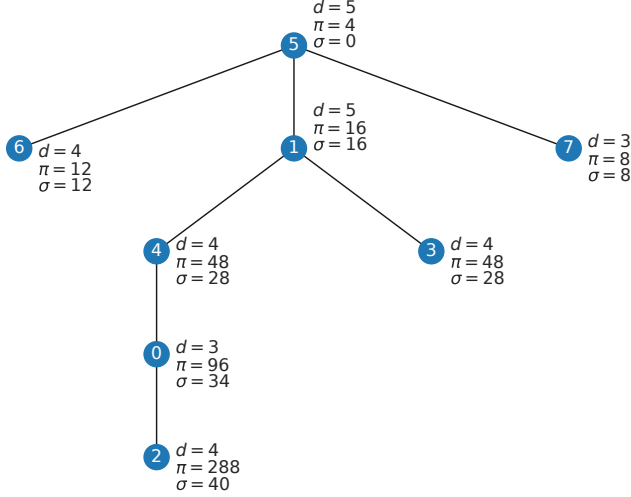 d = 5
π = 4
σ = 0
5
d = 5
π = 16
σ = 16
1
6
d = 4
π = 12
σ = 12
7
d = 3
π = 8
σ = 8
4
d = 4
π = 48
σ = 28
3
d = 4
π = 48
σ = 28
0
d = 3
π = 96
σ = 34
2
d = 4
π = 288
σ = 40